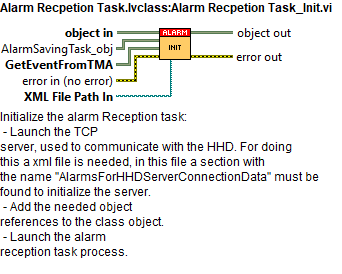 Alarm Recpetion Task.lvclass:Alarm Recpetion Task_Init.vi
object in
ALARM
object out
AlarmSavingTask_obj
INIT
GetEventFromTMA
error out
error in (no error)
XML File Path In
Initialize the alarm Reception task:
- Launch the TCP
server, used to communicate with the HHD. For doing
this a xml file is needed, in this file a section with
the name "AlarmsForHHDServerConnectionData" must be
found to initialize the server.
- Add the needed object
references to the class object.
- Launch the alarm
reception task process.